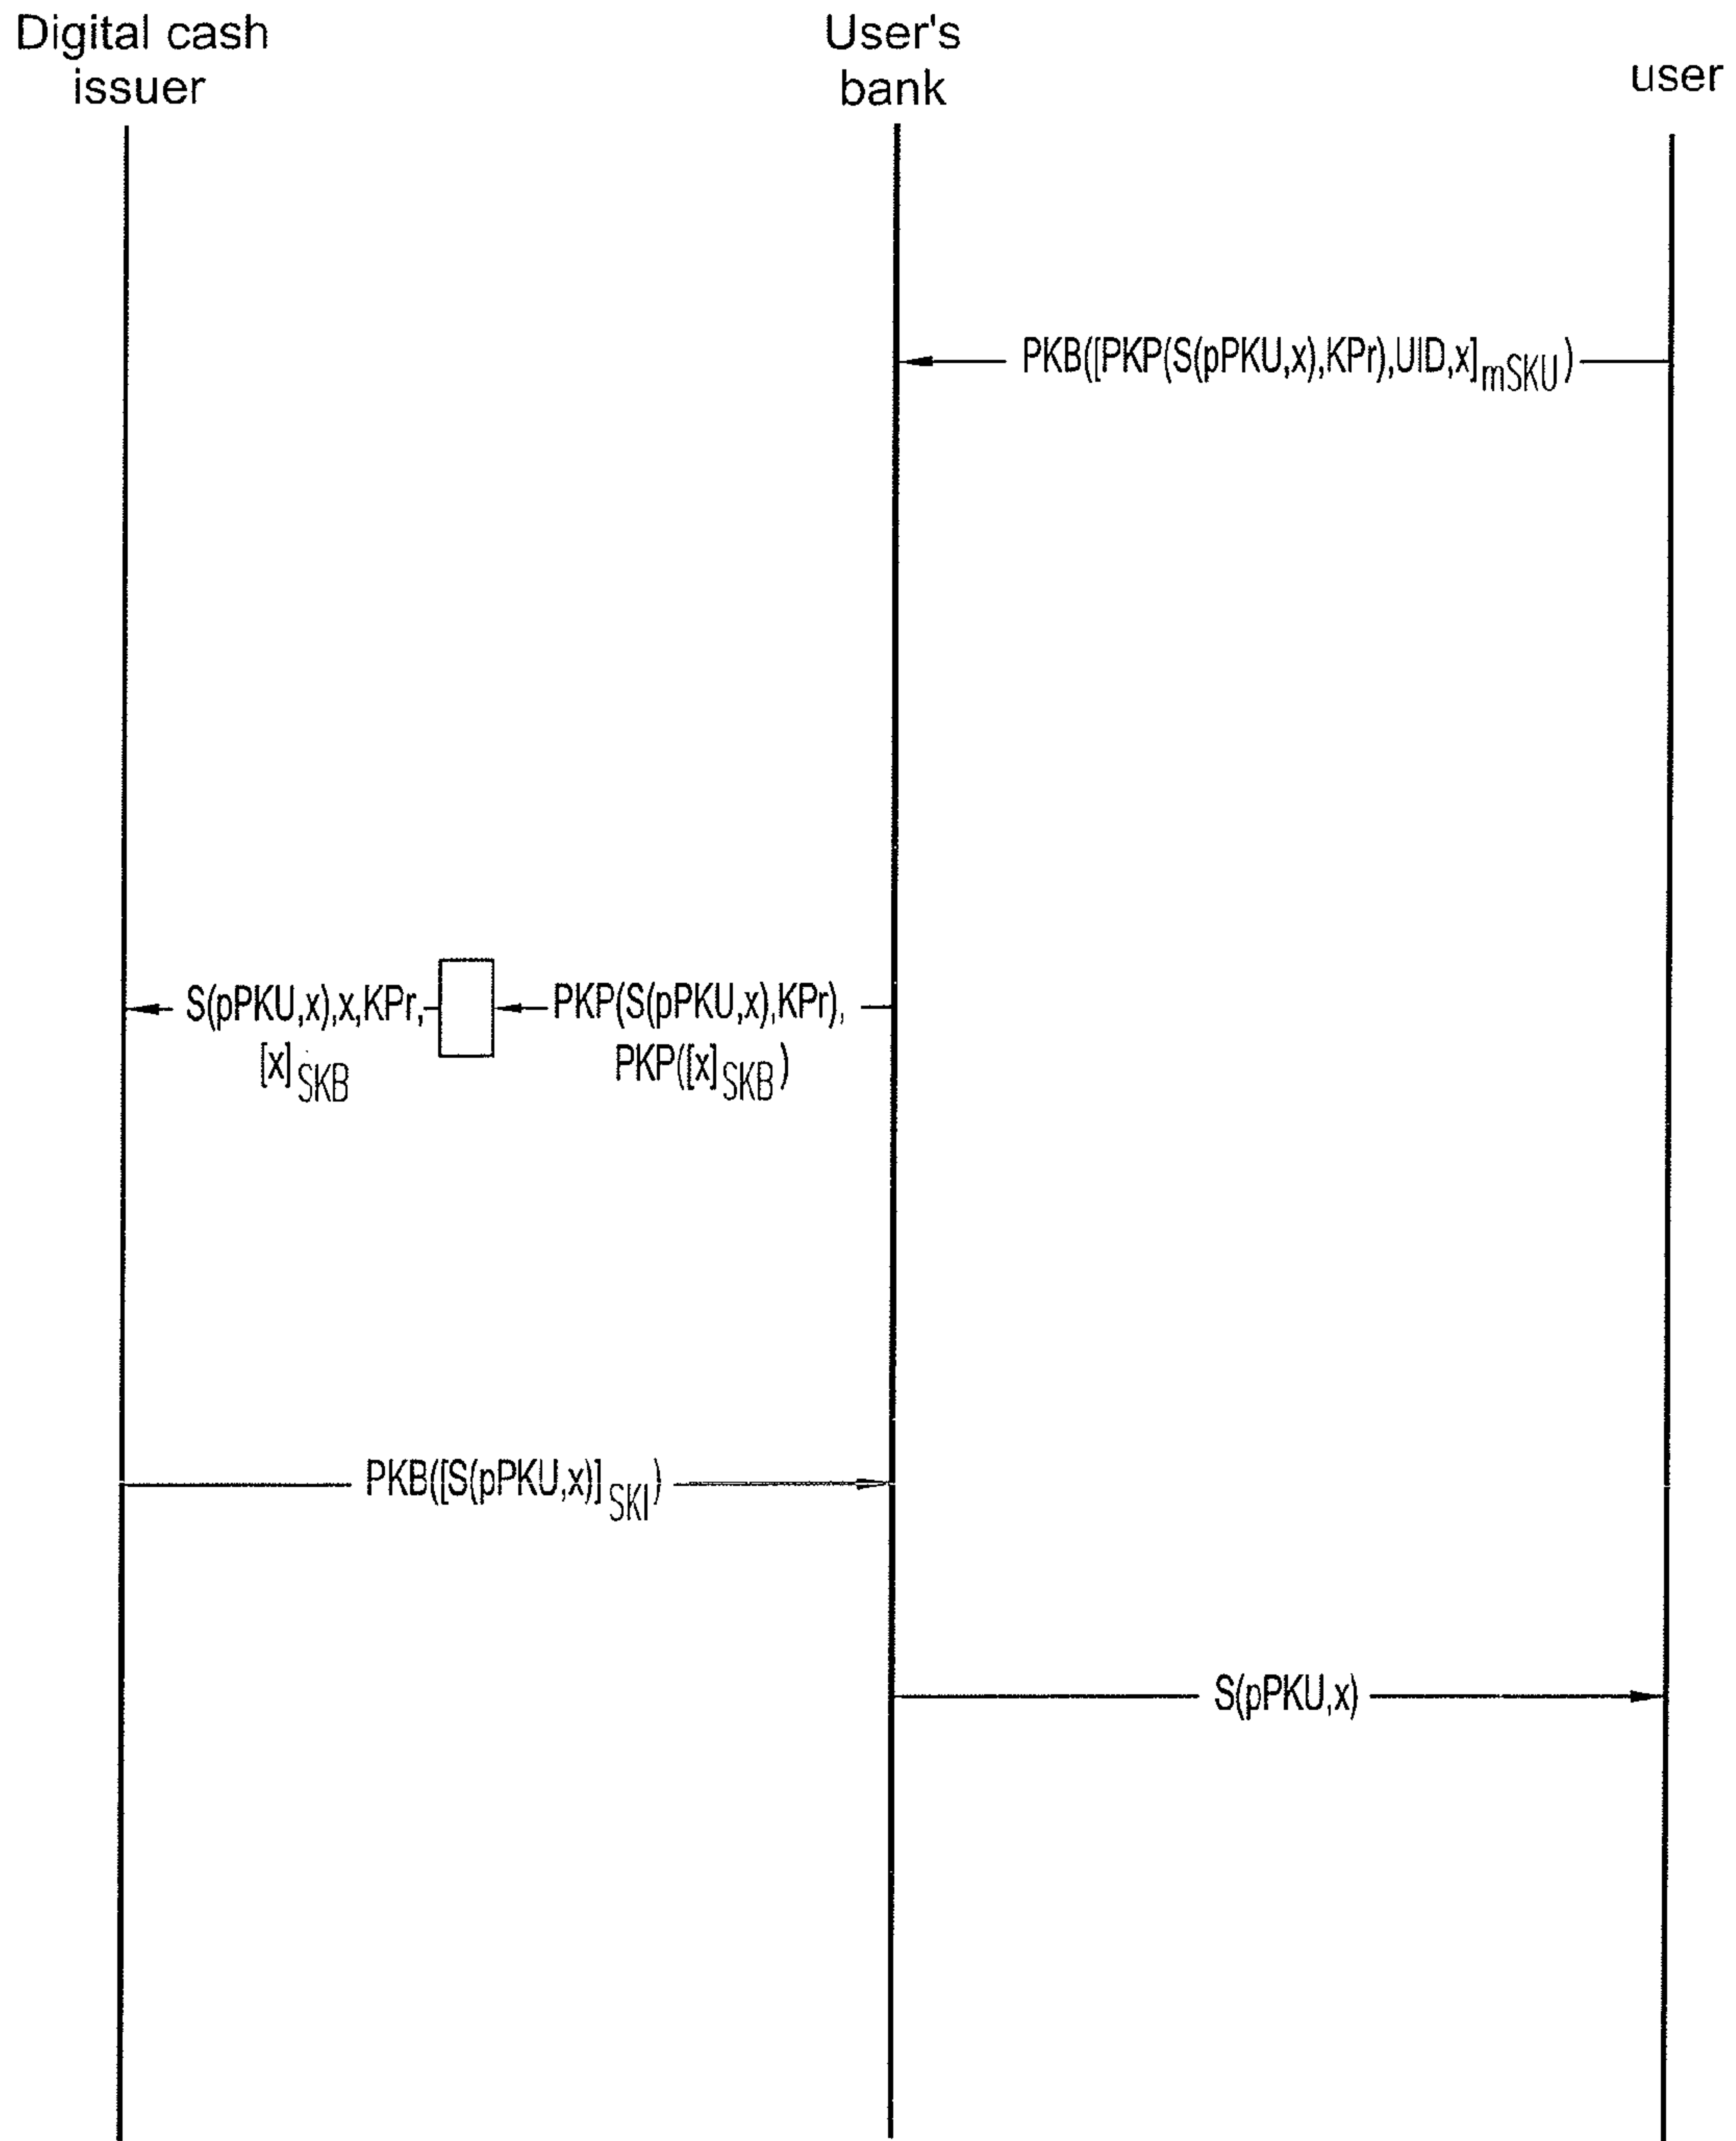 Digital cash
issuer
User's
bank
user
PKB([PKP(S(pPKU,x),KPr),UID,x]mSKU)
S(pPKU,x),x,KPr,
[x]SKB
PKP(S(pPKU,x),KPr),
PKP([x]SKB)
PKB([S(pPKU,x)]SKI)
S(pPKU,x)